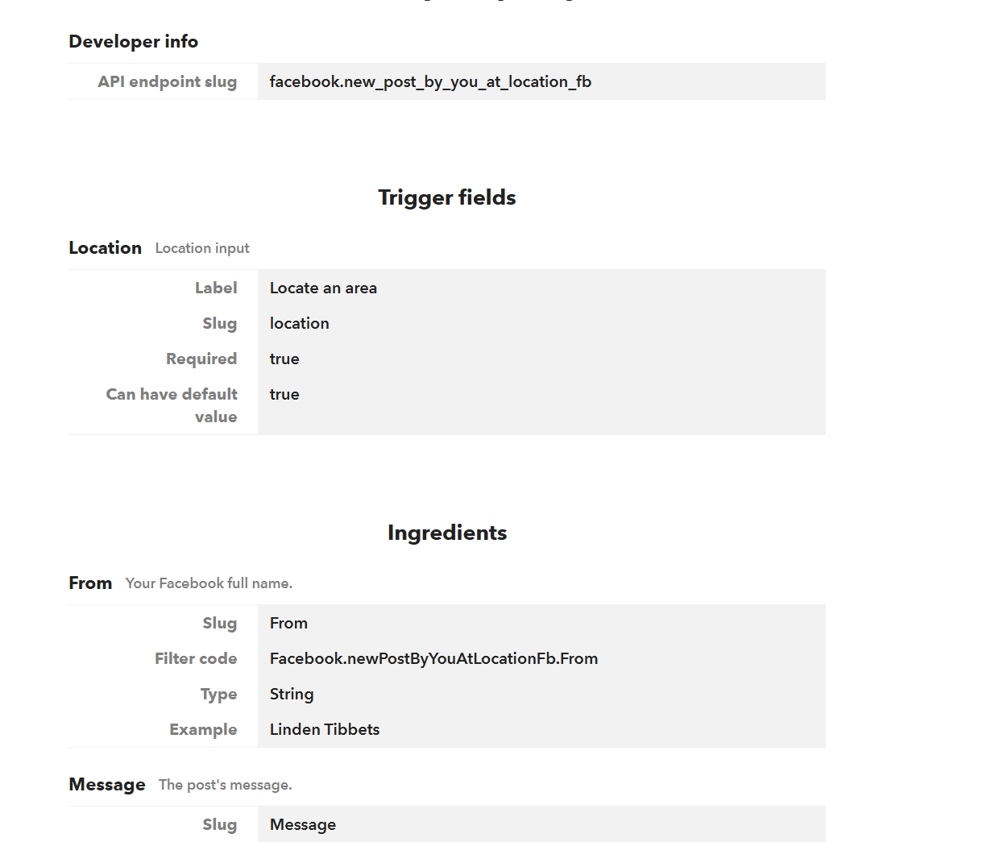 Developer info
API endpoint slug facebook.new_post_by_you_at_location_fb
Trigger fields
Location Location input
Label Locate an area
Slug location
Required true
Can have default true
value
Ingredients
From Your Facebook full name.
Slug From
Filter code Facebook.newPostByYouAtLocationFb.From
Type String
Example Linden Tibbets
Message The post's message.
Slug Message